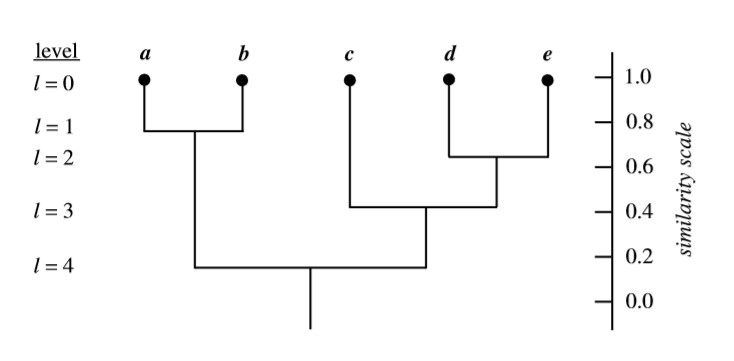 level a b c d e
l = 0
l = 1
l = 2
l = 3
l = 4
1.0
0.8
0.6
0.4
0.2
0.0
similarity scale